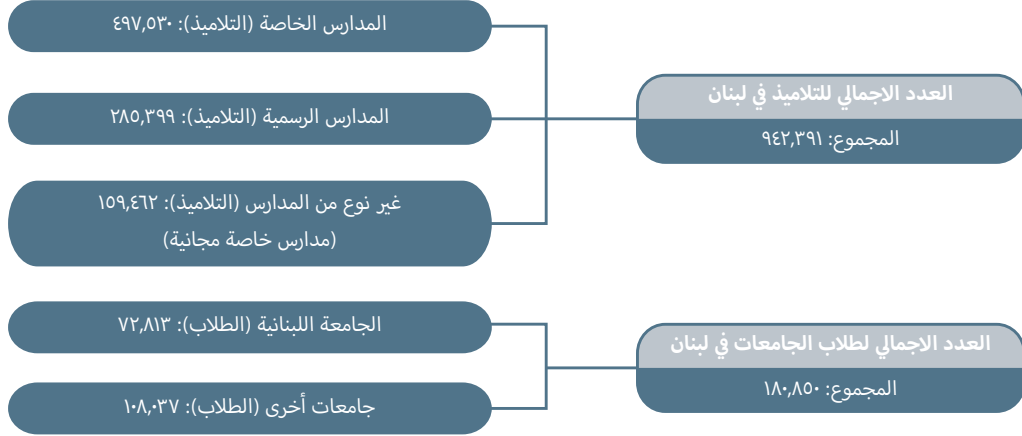 العدد الاجمالي للتلاميذ في لبنان
المجموع: ٩٤٢,٣٩١
المدارس الخاصة (التلاميذ): ٤٩٧,٥٣٠
المدارس الرسمية (التلاميذ): ٢٨٥,٣٩٩
غير نوع من المدارس (التلاميذ): ١٥٩,٤٦٢
(مدارس خاصة مجانية)
العدد الاجمالي لطلاب الجامعات في لبنان
المجموع: ١٨٠,٨٥٠
الجامعة اللبنانية (الطلاب): ٧٢,٨١٣
جامعات أخرى (الطلاب): ١٠٨,٠٣٧